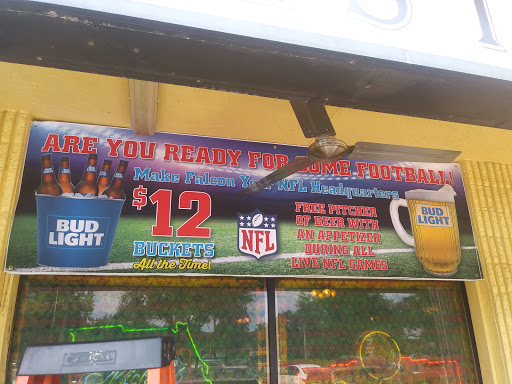 ARE YOU READY FOR SOME FOOTBALL!
Make Falcon Your NFL Headquarters
$12
BUCKETS
All the Time!
BUD
LIGHT
NFL
FREE PITCHER
OF BEER WITH
AN APPETIZER
DURING ALL
LIVE NFL GAMES
BUD
LIGHT